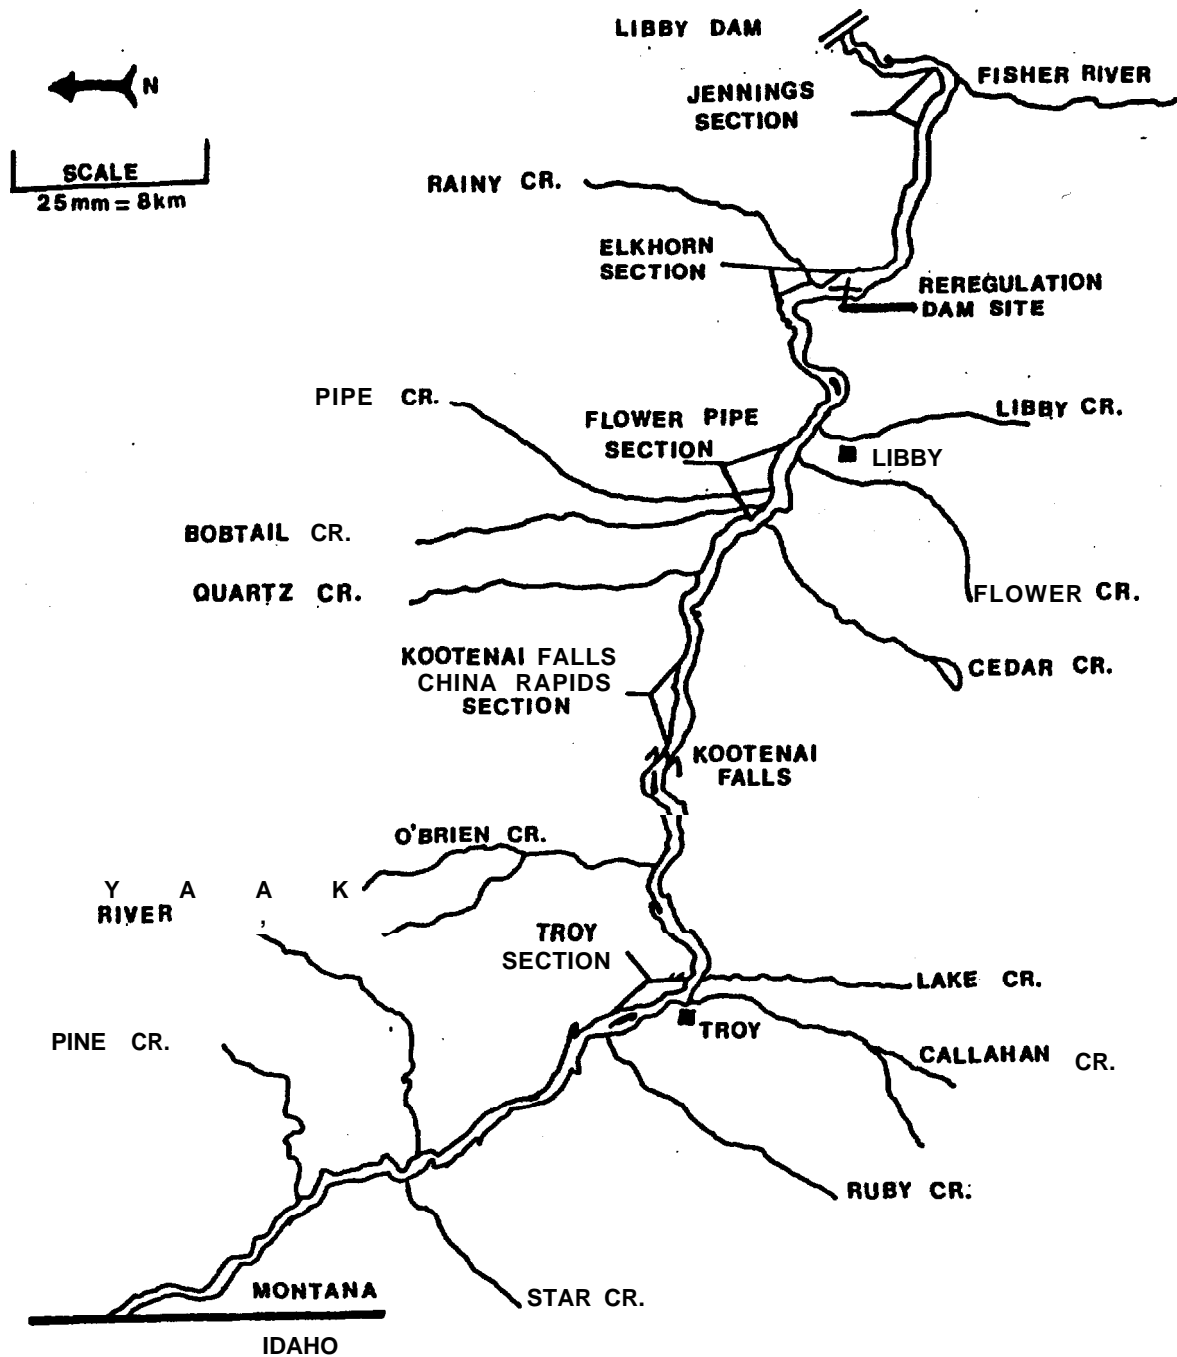 LIBBY DAM
N
FISHER RIVER
JENNINGS
SECTION
SCALE
25mm = 8km
RAINY CR.
ELKHORN
SECTION
REREGULATION
DAM SITE
PIPE CR.
LIBBY CR.
FLOWER PIPE
SECTION
LIBBY
BOBTAIL CR.
QUARTZ CR.
FLOWER CR.
KOOTENAI FALLS
CHINA RAPIDS
SECTION
CEDAR CR.
KOOTENAI
FALLS
O'BRIEN CR.
Y A A K
RIVER
TROY
SECTION
LAKE CR.
TROY
PINE CR.
CALLAHAN CR.
RUBY CR.
MONTANA
STAR CR.
IDAHO